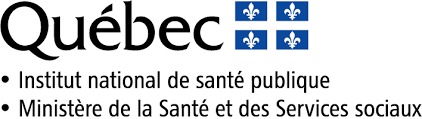 Québec
• Institut national de santé publique
• Ministère de la Santé et des Services sociaux